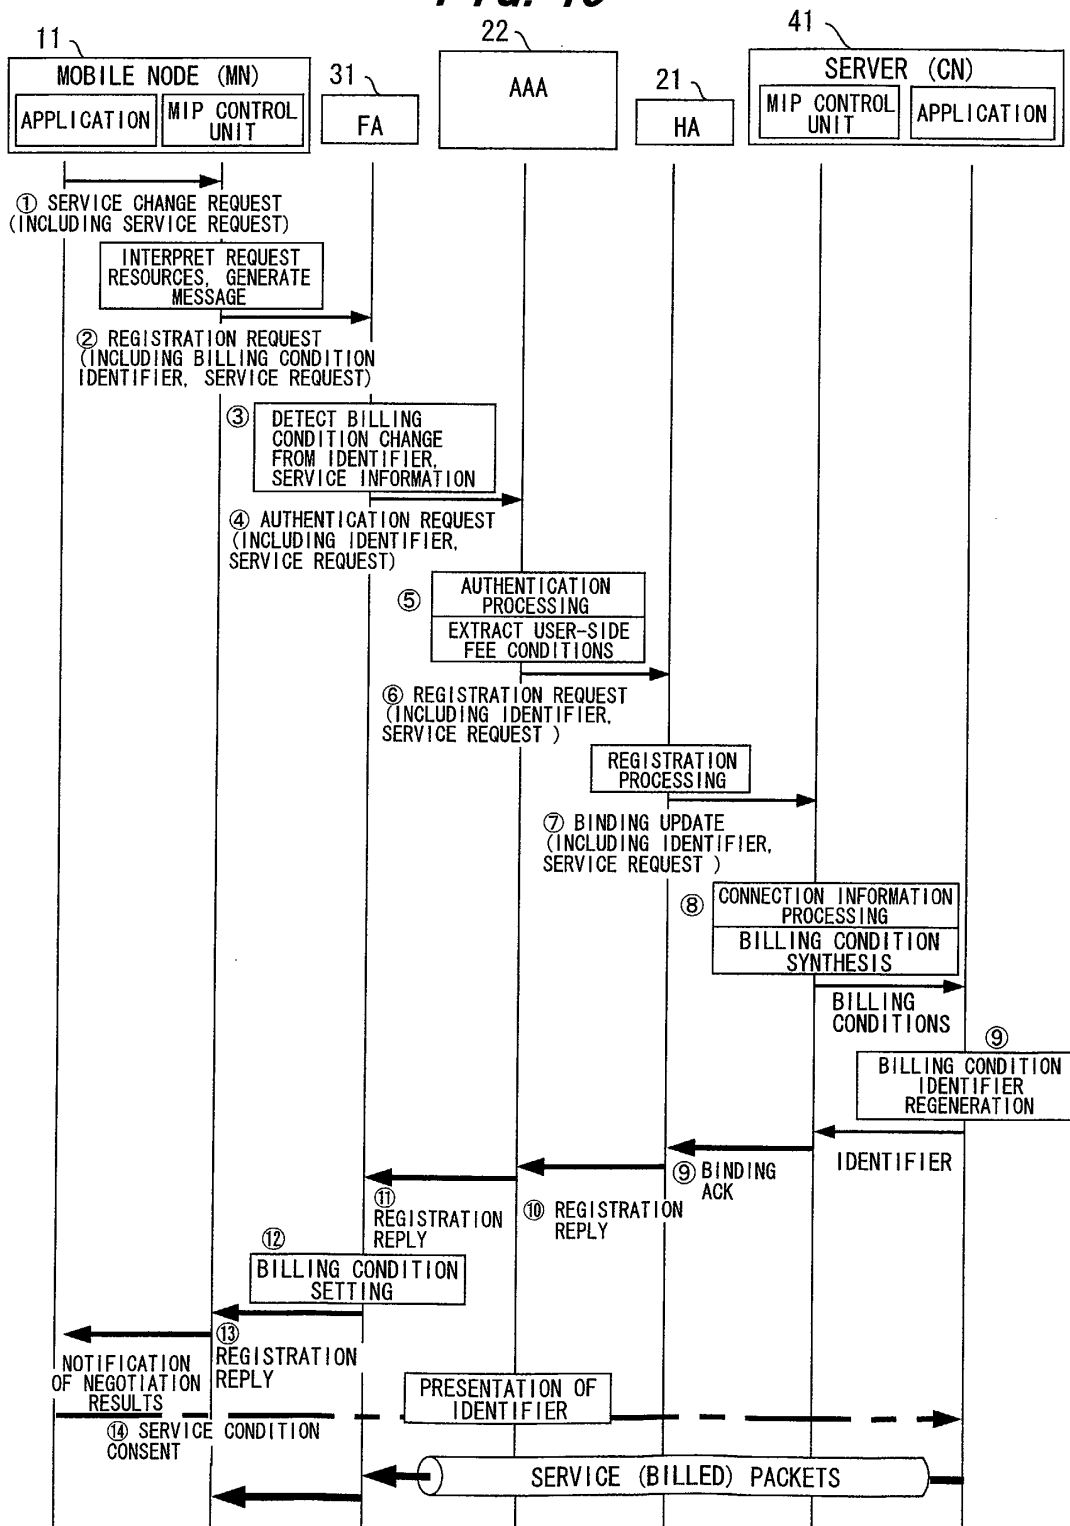 11
22
41
MOBILE NODE (MN)
APPLICATION
MIP CONTROL
UNIT
31
FA
AAA
21
HA
SERVER (CN)
MIP CONTROL
UNIT
APPLICATION
① SERVICE CHANGE REQUEST
(INCLUDING SERVICE REQUEST)
INTERPRET REQUEST
RESOURCES, GENERATE
MESSAGE
② REGISTRATION REQUEST
(INCLUDING BILLING CONDITION
IDENTIFIER, SERVICE REQUEST)
③ DETECT BILLING
CONDITION CHANGE
FROM IDENTIFIER,
SERVICE INFORMATION
④ AUTHENTICATION REQUEST
(INCLUDING IDENTIFIER,
SERVICE REQUEST)
⑤ AUTHENTICATION
PROCESSING
EXTRACT USER-SIDE
FEE CONDITIONS
⑥ REGISTRATION REQUEST
(INCLUDING IDENTIFIER,
SERVICE REQUEST )
REGISTRATION
PROCESSING
⑦ BINDING UPDATE
(INCLUDING IDENTIFIER,
SERVICE REQUEST )
⑧ CONNECTION INFORMATION
PROCESSING
BILLING CONDITION
SYNTHESIS
BILLING
CONDITIONS
⑨
BILLING CONDITION
IDENTIFIER
REGENERATION
IDENTIFIER
⑨ BINDING
ACK
⑩ REGISTRATION
REPLY
⑪
REGISTRATION
REPLY
⑫
BILLING CONDITION
SETTING
⑬
REGISTRATION
REPLY
NOTIFICATION
OF NEGOTIATION
RESULTS
PRESENTATION OF
IDENTIFIER
⑭ SERVICE CONDITION
CONSENT
SERVICE (BILLED) PACKETS